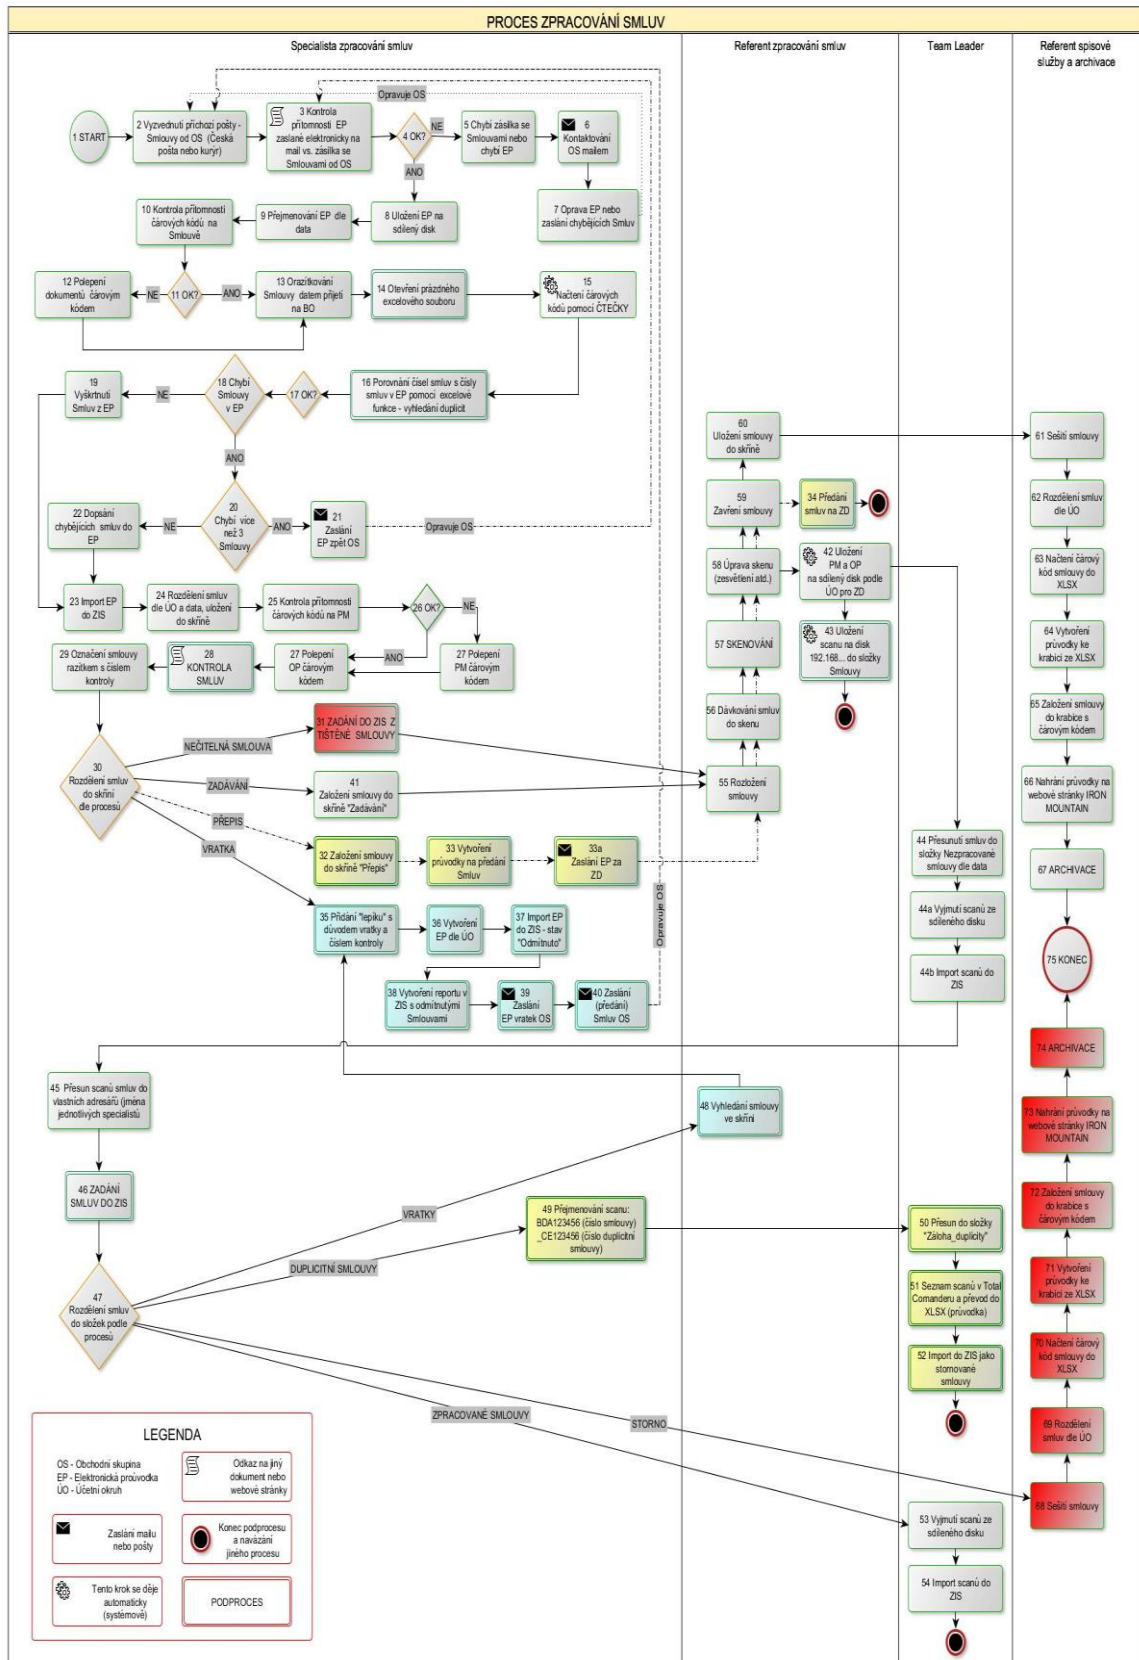 PROCES ZPRACOVÁNÍ SMLUV
Specialista zpracování smluv
Referent zpracování smluv
Team Leader
Referent spisové
služby a archivace
Opravuje OS
1 START
2 Vyzvednutí příchozí pošty -
Smlouvy od OS (Česká
pošta nebo kurýr)
3 Kontrola
přítomnosti EP
zaslané elektronicky na
mail vs. zásilka se
Smlouvami od OS
4 OK?
NE
5 Chybí zásilka se
Smlouvami nebo
chybí EP
6
Kontaktování
OS mailem
ANO
7 Oprava EP nebo
zaslání chybějících Smluv
8 Uložení EP na
sdílený disk
9 Přejmenování EP dle
data
10 Kontrola přítomnosti
čárových kódů na
Smlouvě
11 OK?
NE
12 Polepení
dokumentů čárovým
kódem
ANO
13 Orazítkování
Smlouvy datem přijetí
na BO
14 Otevření prázdného
excelového souboru
15
Načtení čárových
kódů pomocí ČTEČKY
16 Porovnání čísel smluv s čísly
smluv v EP pomocí excelové
funkce - vyhledání duplicit
17 OK?
18 Chybí
Smlouvy
v EP
NE
19
Vyškrtnutí
Smluv z EP
ANO
20
Chybí více
než 3
Smlouvy
ANO
21
Zaslání
EP zpět OS
Opravuje OS
NE
22 Dopsání
chybějících smluv do
EP
23 Import EP
do ZIS
24 Rozdělení smluv
dle ÚO a data, uložení
do skříně
25 Kontrola přítomnosti
čárových kódů na PM
26 OK?
NE
ANO
27 Polepení
PM čárovým
kódem
27 Polepení
OP čárovým
kódem
28
KONTROLA
SMLUV
29 Označení smlouvy
razítkem s číslem
kontroly
30
Rozdělení smluv
do skříní
dle procesů
NEČITELNÁ SMLOUVA
31 ZADÁNÍ DO ZIS Z
TIŠTĚNÉ SMLOUVY
ZADÁVÁNÍ
41
Založení smlouvy do
skříně "Zadávání"
PŘEPIS
32 Založení smlouvy
do skříně "Přepis"
33 Vytvoření
průvodky na předání
Smluv
33a
Zaslání EP za
ZD
VRATKA
35 Přidání "lepíku" s
důvodem vratky a
číslem kontroly
36 Vytvoření
EP dle ÚO
37 Import EP
do ZIS - stav
"Odmítnuto"
38 Vytvoření reportu v
ZIS s odmítnutými
Smlouvami
39
Zaslání
EP vratek OS
40 Zaslání
(předání)
Smluv OS
Opravuje OS
60
Uložení smlouvy
do skříně
59
Zavření smlouvy
34 Předání
smluv na ZD
58 Úprava skenu
(zesvětlení atd.)
42 Uložení
PM a OP
na sdílený disk podle
ÚO pro ZD
57 SKENOVÁNÍ
43 Uložení
scanu na disk
192.168... do složky
Smlouvy
56 Dávkování smluv
do skenu
55 Rozložení
smlouvy
44 Přesunutí smluv do
složky Nezpracované
smlouvy dle data
44a Vyjmutí scanů ze
sdíleného disku
44b Import scanů do
ZIS
61 Sešití smlouvy
62 Rozdělení smluv
dle ÚO
63 Načtení čárový
kód smlouvy do
XLSX
64 Vytvoření
průvodky ke
krabici ze XLSX
65 Založení smlouvy
do krabice s
čárovým kódem
66 Nahrání průvodky na
webové stránky IRON
MOUNTAIN
67 ARCHIVACE
75 KONEC
74 ARCHIVACE
73 Nahrání průvodky na
webové stránky IRON
MOUNTAIN
72 Založení smlouvy
do krabice s
čárovým kódem
71 Vytvoření
průvodky ke
krabici ze XLSX
70 Načtení čárový
kód smlouvy do
XLSX
69 Rozdělení
smluv dle ÚO
68 Sešití smlouvy
45 Přesun scanů smluv do
vlastních adresářů (jména
jednotlivých specialistů
46 ZADÁNÍ
SMLUV DO ZIS
47
Rozdělení smluv
do složek podle
procesů
VRATKY
48 Vyhledání smlouvy
ve skříni
DUPLICITNÍ SMLOUVY
49 Přejmenování scanu:
BDA123456 (číslo smlouvy)
_CE123456 (číslo duplicitní
smlouvy)
50 Přesun do složky
"Záloha_duplicity"
51 Seznam scanů v Total
Comanderu a převod do
XLSX (průvodka)
52 Import do ZIS jako
stornované
smlouvy
ZPRACOVANÉ SMLOUVY
STORNO
53 Vyjmutí scanů ze
sdíleného disku
54 Import scanů do
ZIS
LEGENDA
OS - Obchodní skupina
EP - Elektronická průvodka
ÚO - Účetní okruh
Odkaz na jiný
dokument nebo
webové stránky
Zaslání mailu
nebo pošty
Konec podprocesu
a navázání
jiného procesu
Tento krok se děje
automaticky
(systémově)
PODPROCES